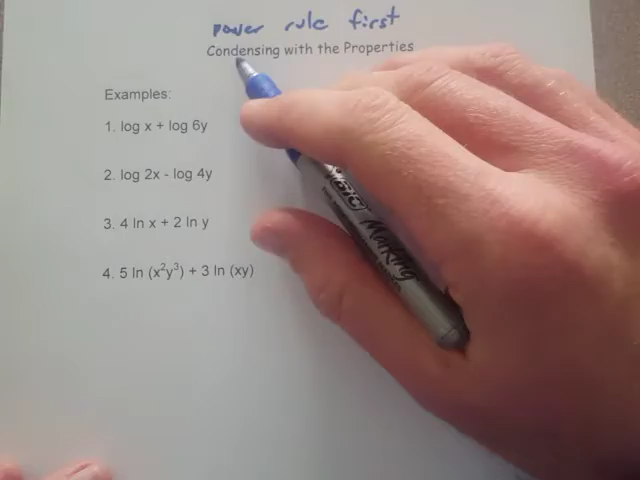 power rule first
Condensing with the Properties
Examples:
1. log x + log 6y
2. log 2x - log 4y
3. 4 ln x + 2 ln y
4. 5 ln (x²y³) + 3 ln (xy)
BIC Marking